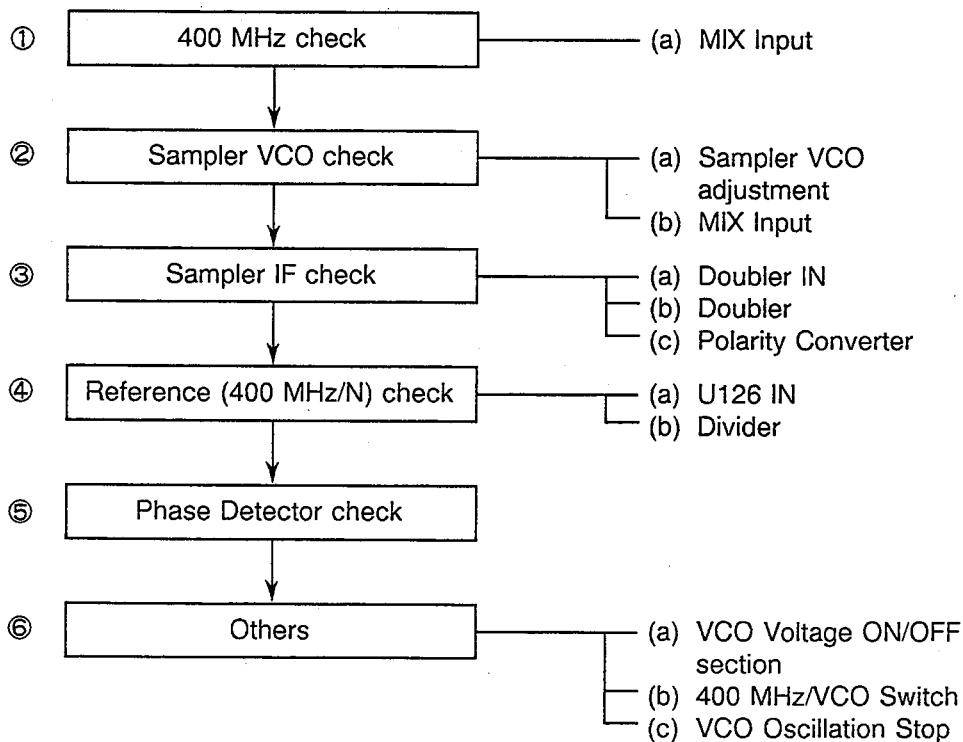 ① 400 MHz check (a) MIX Input
② Sampler VCO check (a) Sampler VCO
adjustment
(b) MIX Input
③ Sampler IF check (a) Doubler IN
(b) Doubler
(c) Polarity Converter
④ Reference (400 MHz/N) check (a) U126 IN
(b) Divider
⑤ Phase Detector check
⑥ Others (a) VCO Voltage ON/OFF
section
(b) 400 MHz/VCO Switch
(c) VCO Oscillation Stop